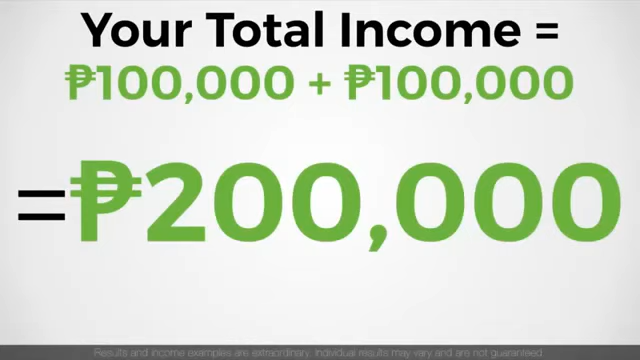 Your Total Income =
₱100,000 + ₱100,000
=₱200,000
Results and income examples are extraordinary. Individual results may vary and are not guaranteed